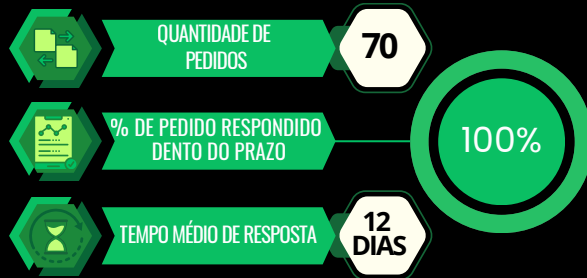 QUANTIDADE DE
PEDIDOS
70
% DE PEDIDO RESPONDIDO
DENTO DO PRAZO
100%
TEMPO MÉDIO DE RESPOSTA
12
DIAS